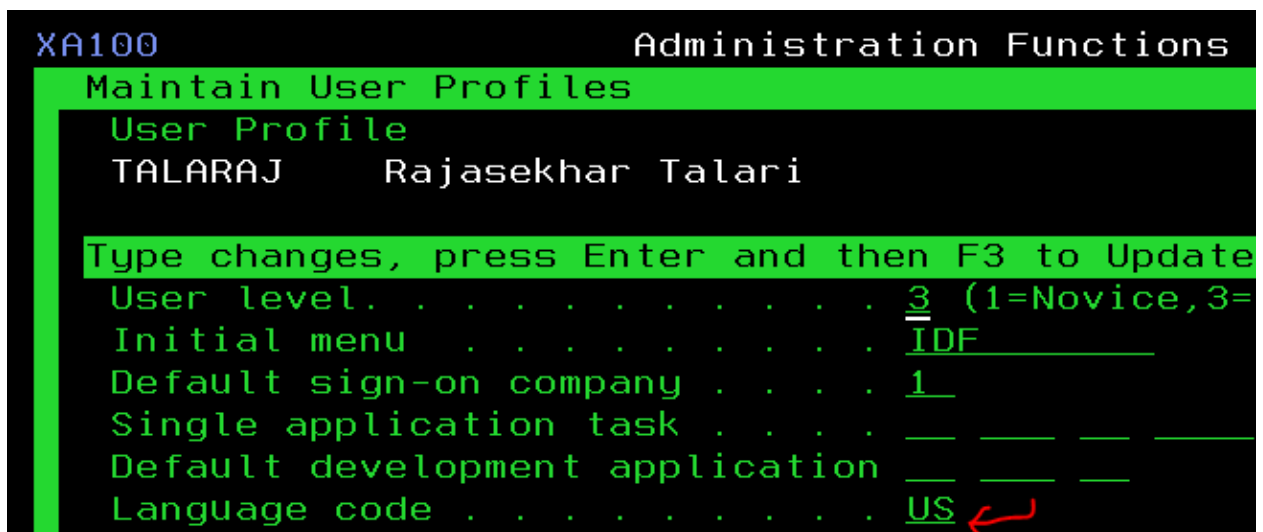 XA100 Administration Functions
Maintain User Profiles
User Profile
TALARAJ Rajasekhar Talari
Type changes, press Enter and then F3 to Update
User level. . . . . . . . . . . 3 (1=Novice,3=
Initial menu . . . . . . . . . IDF
Default sign-on company . . . . 1
Single application task . . . .
Default development application
Language code . . . . . . . . . US